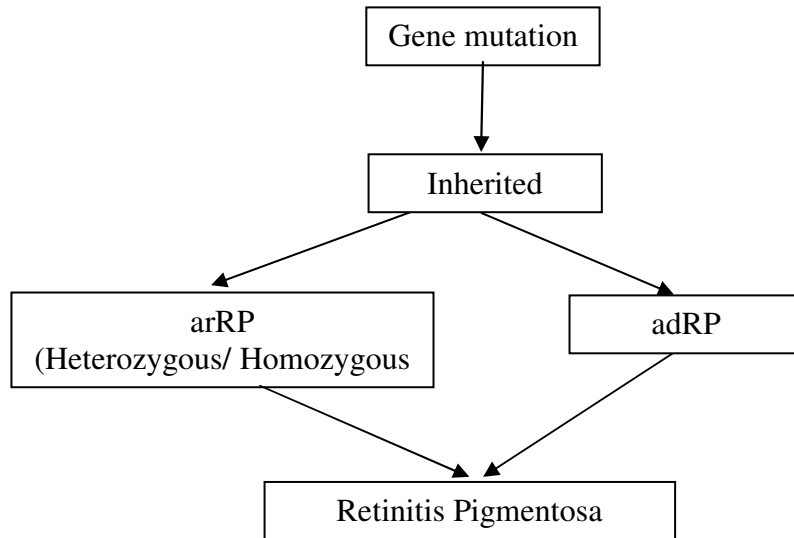 Gene mutation
Inherited
arRP
(Heterozygous/ Homozygous
adRP
Retinitis Pigmentosa